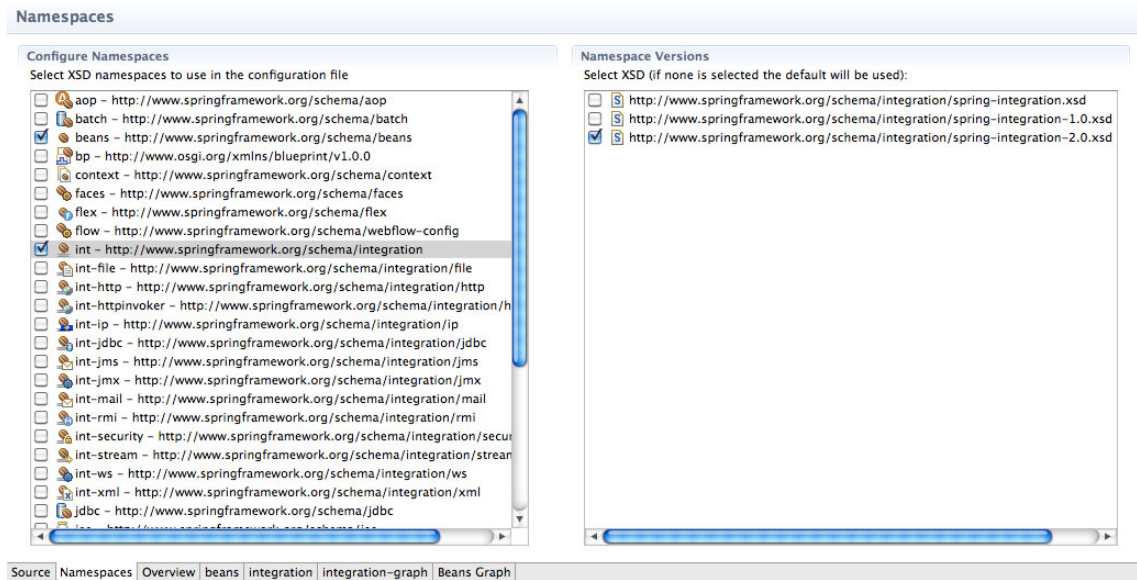 Namespaces
Configure Namespaces
Select XSD namespaces to use in the configuration file
aop – http://www.springframework.org/schema/aop
batch – http://www.springframework.org/schema/batch
beans – http://www.springframework.org/schema/beans
bp – http://www.osgi.org/xmlns/blueprint/v1.0.0
context – http://www.springframework.org/schema/context
faces – http://www.springframework.org/schema/faces
flex – http://www.springframework.org/schema/flex
flow – http://www.springframework.org/schema/webflow-config
int – http://www.springframework.org/schema/integration
int-file – http://www.springframework.org/schema/integration/file
int-http – http://www.springframework.org/schema/integration/http
int-httpinvoker – http://www.springframework.org/schema/integration/h
int-ip – http://www.springframework.org/schema/integration/ip
int-jdbc – http://www.springframework.org/schema/integration/jdbc
int-jms – http://www.springframework.org/schema/integration/jms
int-jmx – http://www.springframework.org/schema/integration/jmx
int-mail – http://www.springframework.org/schema/integration/mail
int-rmi – http://www.springframework.org/schema/integration/rmi
int-security – http://www.springframework.org/schema/integration/secur
int-stream – http://www.springframework.org/schema/integration/stream
int-ws – http://www.springframework.org/schema/integration/ws
int-xml – http://www.springframework.org/schema/integration/xml
jdbc – http://www.springframework.org/schema/jdbc
Namespace Versions
Select XSD (if none is selected the default will be used):
http://www.springframework.org/schema/integration/spring-integration.xsd
http://www.springframework.org/schema/integration/spring-integration-1.0.xsd
http://www.springframework.org/schema/integration/spring-integration-2.0.xsd
Source Namespaces Overview beans integration integration-graph Beans Graph